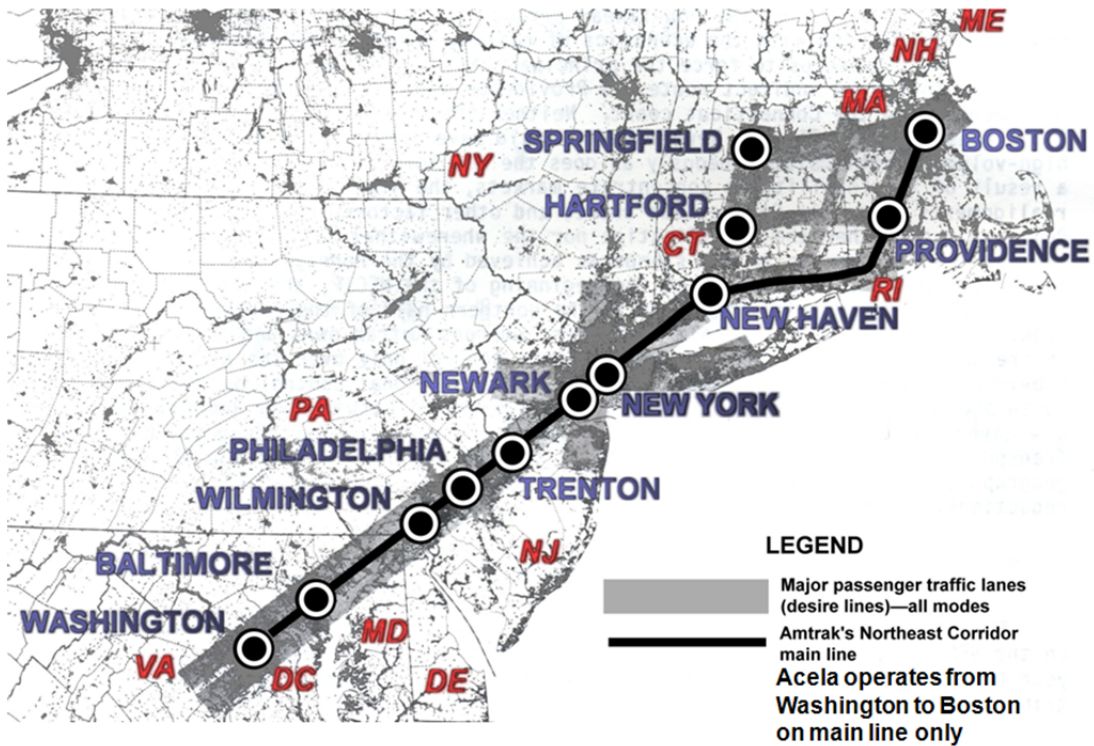 ME
NH
MA
SPRINGFIELD
BOSTON
NY
HARTFORD
CT
PROVIDENCE
RI
NEW HAVEN
NEWARK
NEW YORK
PA
PHILADELPHIA
TRENTON
WILMINGTON
NJ
BALTIMORE
WASHINGTON
MD
VA
DC
DE
LEGEND
Major passenger traffic lanes
(desire lines)—all modes
Amtrak's Northeast Corridor
main line
Acela operates from
Washington to Boston
on main line only